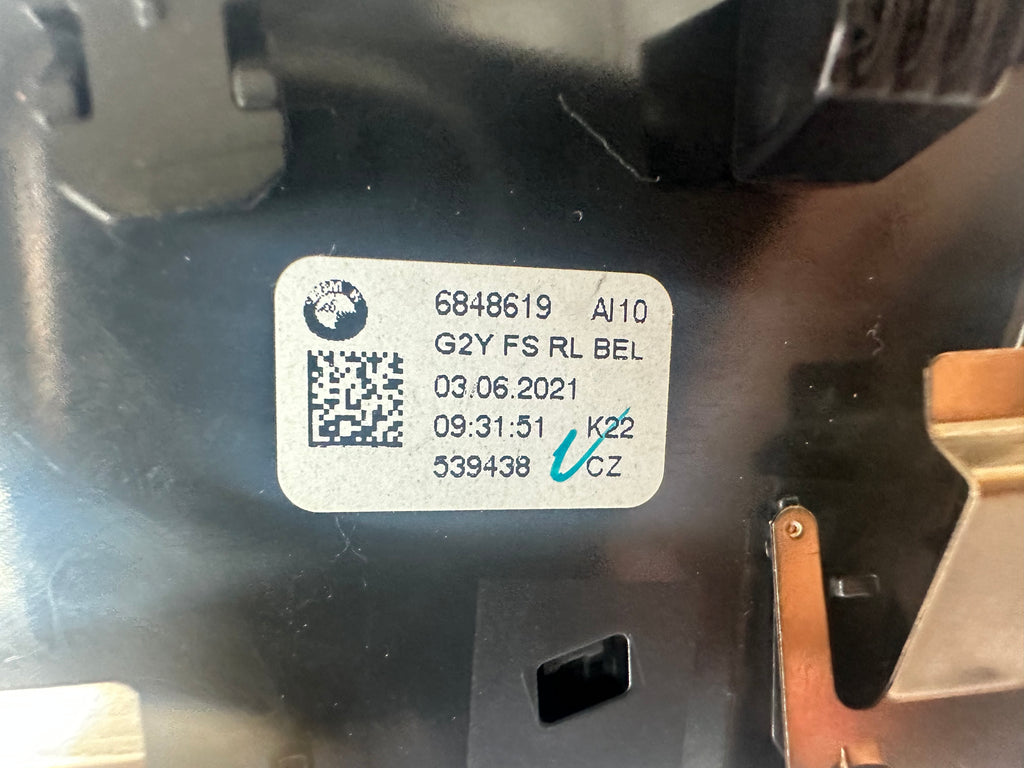 6848619 AI10
G2Y FS RL BEL
03.06.2021
09:31:51 K22
539438 CZ